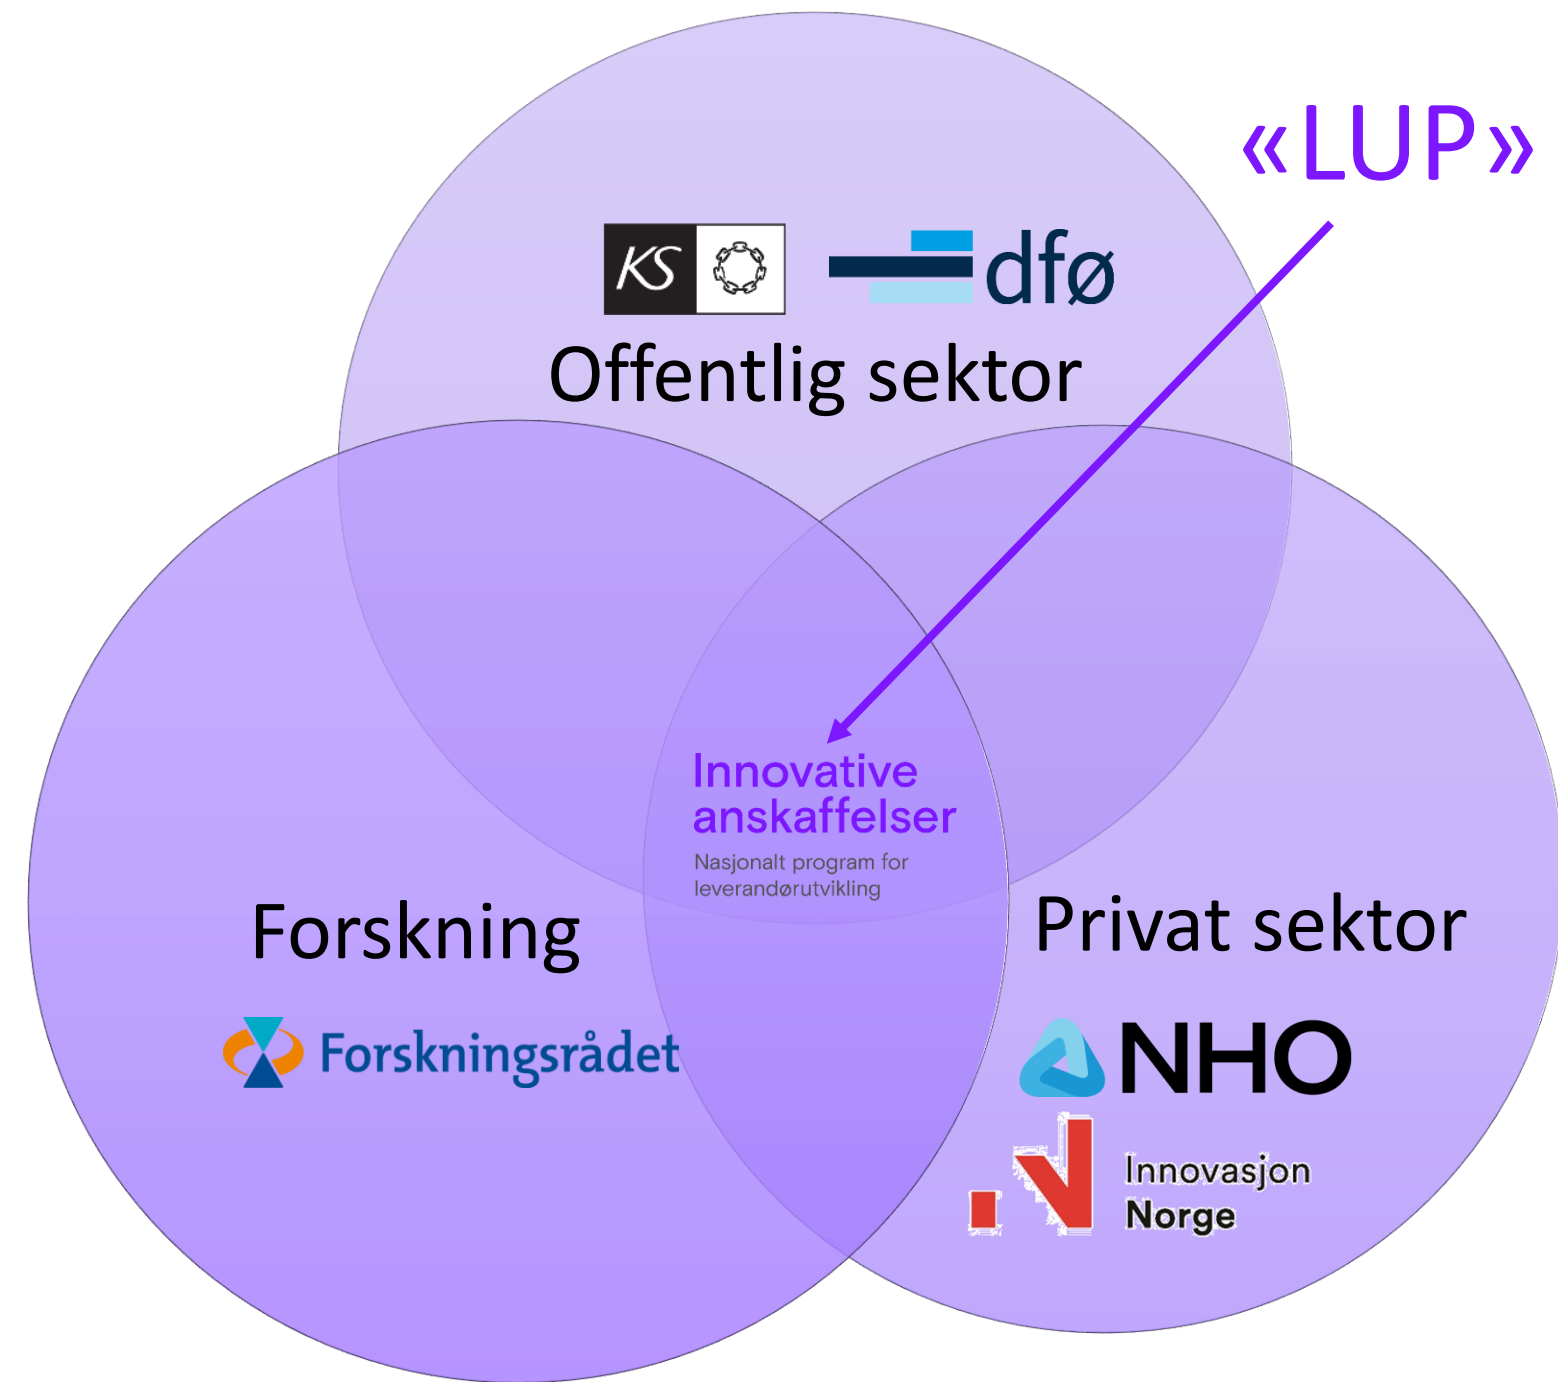 «LUP»
KS
dfø
Offentlig sektor
Innovative
anskaffelser
Nasjonalt program for
leverandørutvikling
Forskning
Forskningsrådet
Privat sektor
NHO
Innovasjon
Norge